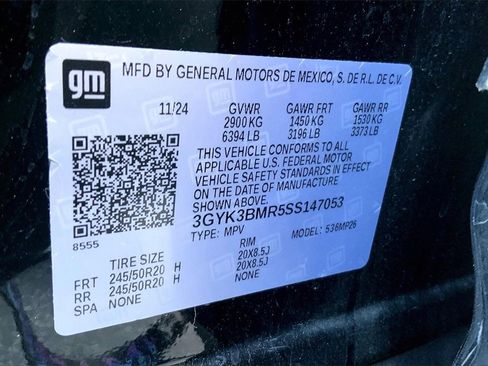 gm
MFD BY GENERAL MOTORS DE MEXICO, S. DE R.L. DE C.V.
11/24 GVWR GAWR FRT GAWR RR
2900 KG 1450 KG 1530 KG
6394 LB 3196 LB 3373 LB
THIS VEHICLE CONFORMS TO ALL
APPLICABLE U.S. FEDERAL MOTOR
VEHICLE SAFETY STANDARDS IN EFFECT
ON THE DATE OF MANUFACTURE
SHOWN ABOVE.
3GYK3BMR5SS147053
8555 TYPE: MPV MODEL: 536MP26
TIRE SIZE RIM
FRT 245/50R20 H 20X8.5J
RR 245/50R20 H 20X8.5J
SPA NONE NONE